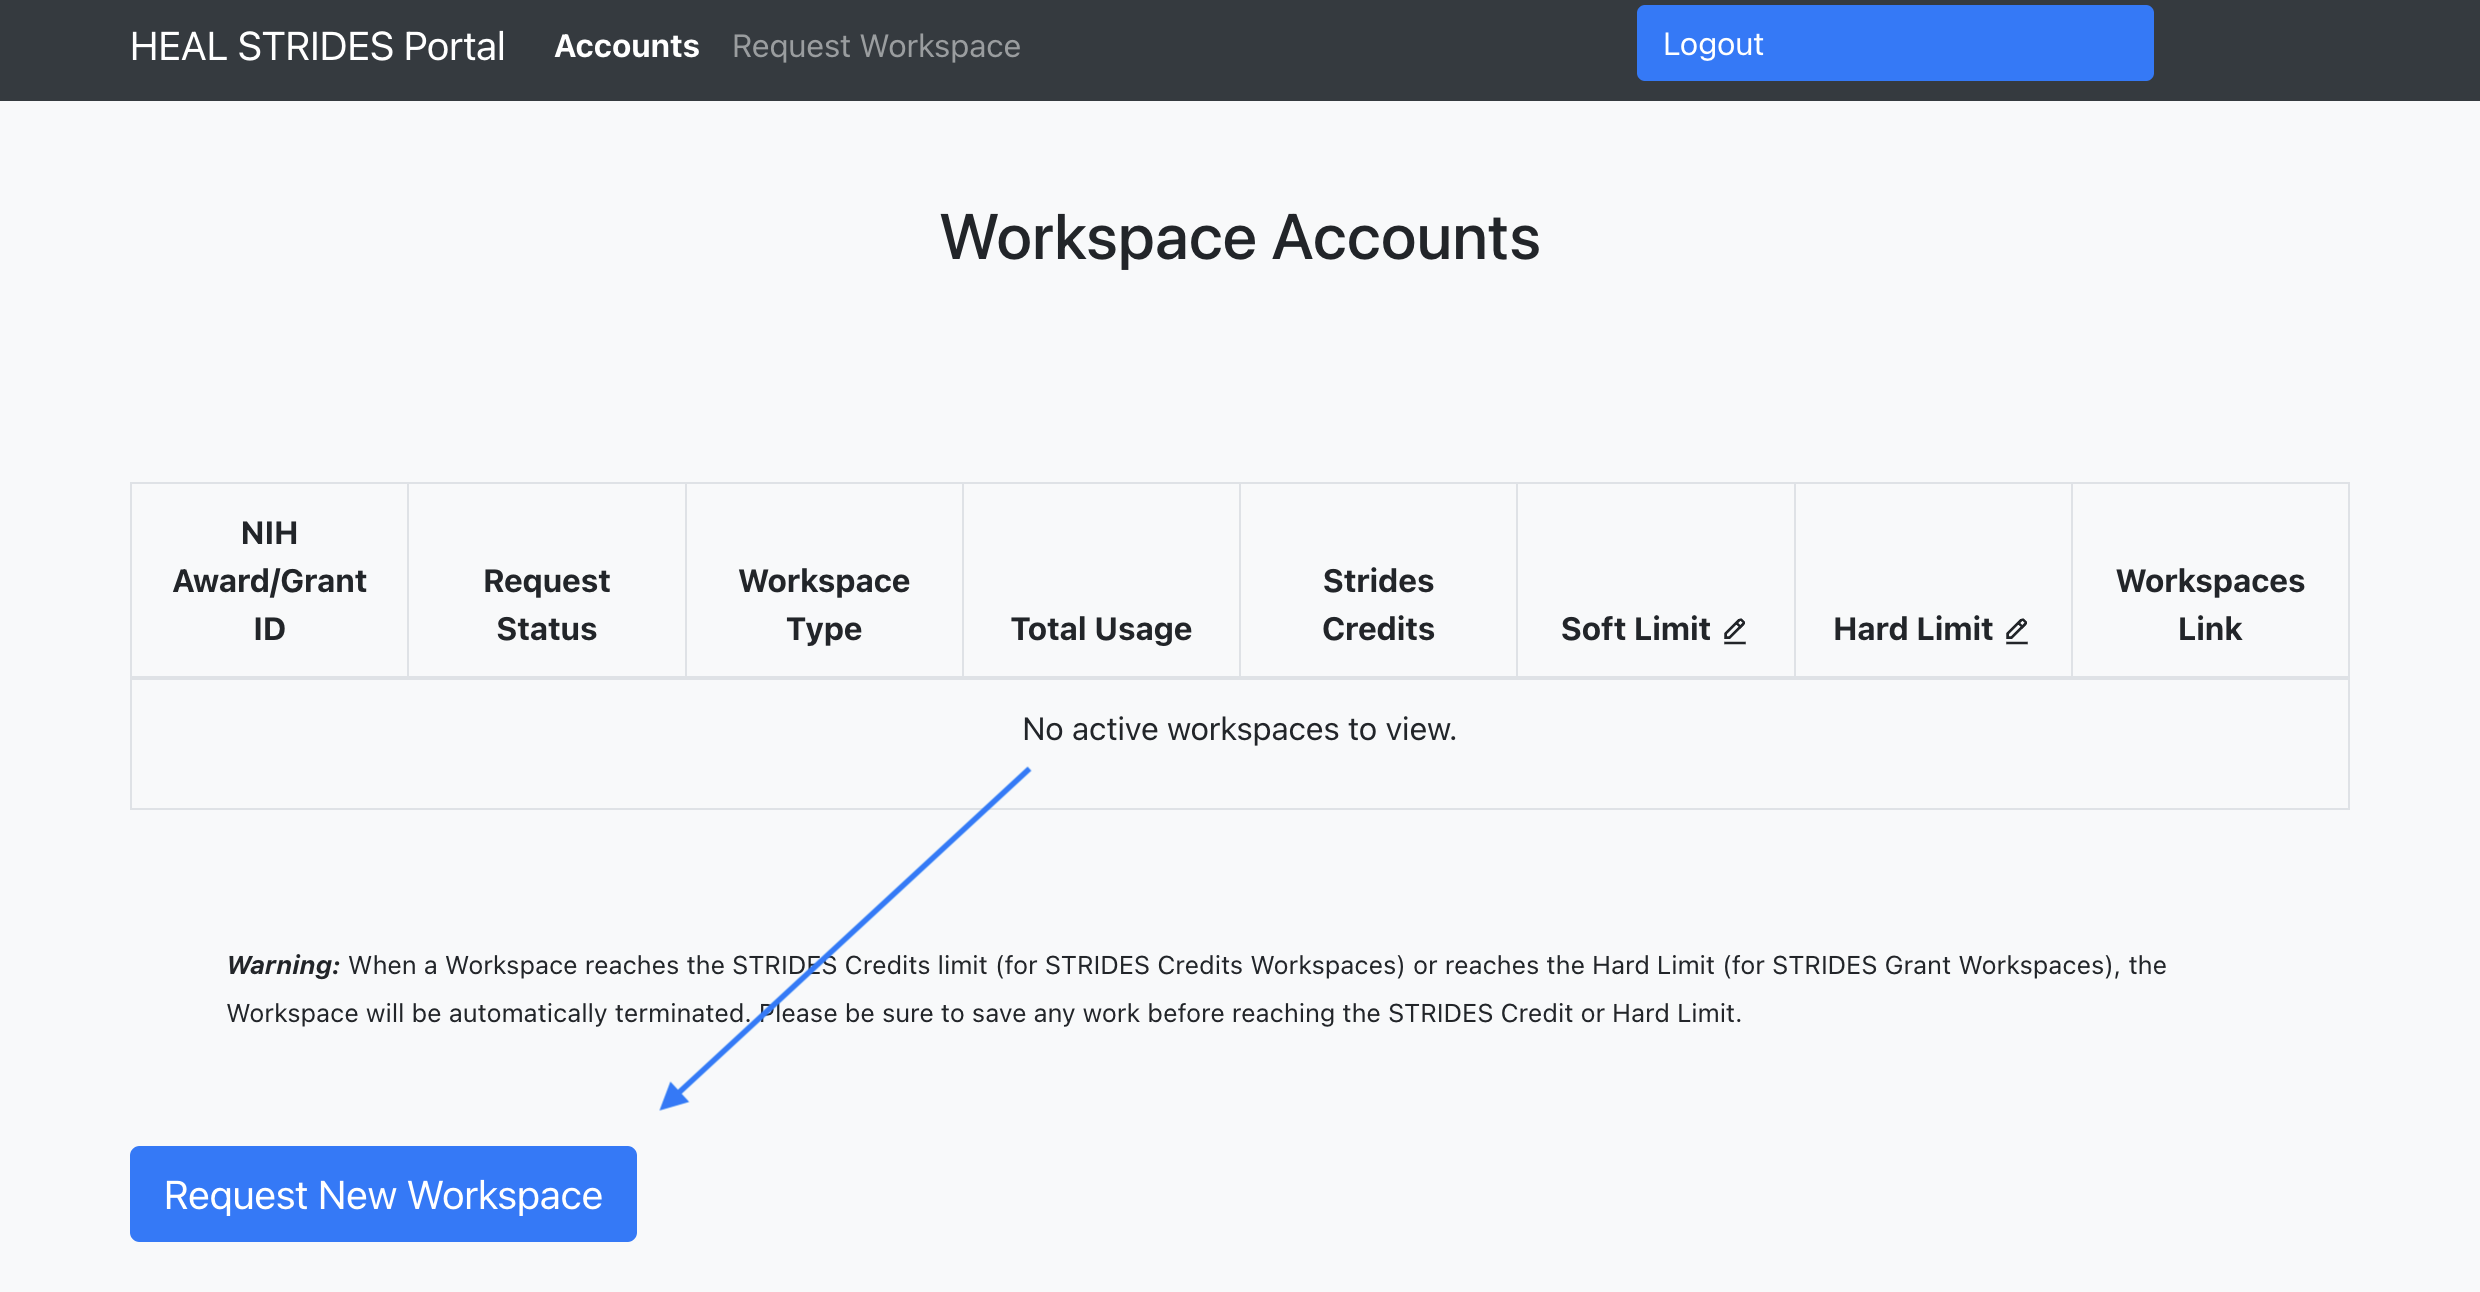 HEAL STRIDES Portal Accounts Request Workspace Logout
Workspace Accounts
NIH
Award/Grant
ID
Request
Status
Workspace
Type
Total Usage
Strides
Credits
Soft Limit
Hard Limit
Workspaces
Link
No active workspaces to view.
Warning: When a Workspace reaches the STRIDES Credits limit (for STRIDES Credits Workspaces) or reaches the Hard Limit (for STRIDES Grant Workspaces), the
Workspace will be automatically terminated. Please be sure to save any work before reaching the STRIDES Credit or Hard Limit.
Request New Workspace